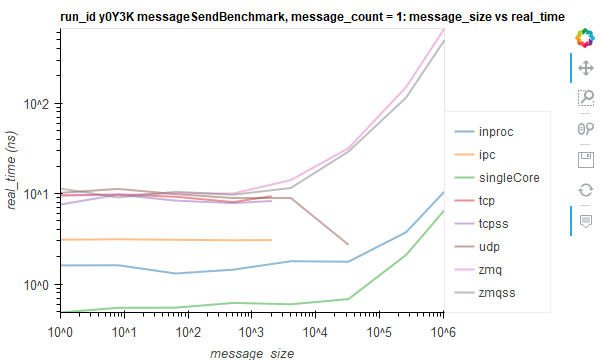 run_id y0Y3K messageSendBenchmark, message_count = 1: message_size vs real_time
real_time (ns)
10^2
10^1
10^0
10^0 10^1 10^2 10^3 10^4 10^5 10^6
message_size
inproc
ipc
singleCore
tcp
tcpss
udp
zmq
zmqss